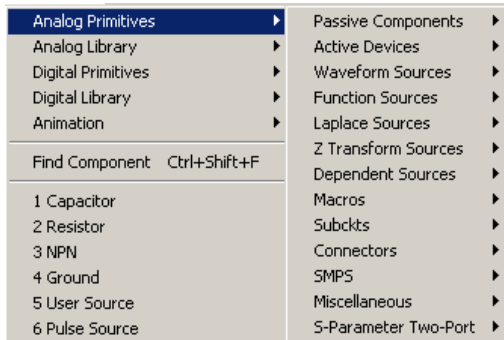 Analog Primitives
Analog Library
Digital Primitives
Digital Library
Animation
Find Component Ctrl+Shift+F
1 Capacitor
2 Resistor
3 NPN
4 Ground
5 User Source
6 Pulse Source
Passive Components
Active Devices
Waveform Sources
Function Sources
Laplace Sources
Z Transform Sources
Dependent Sources
Macros
Subckts
Connectors
SMPS
Miscellaneous
S-Parameter Two-Port